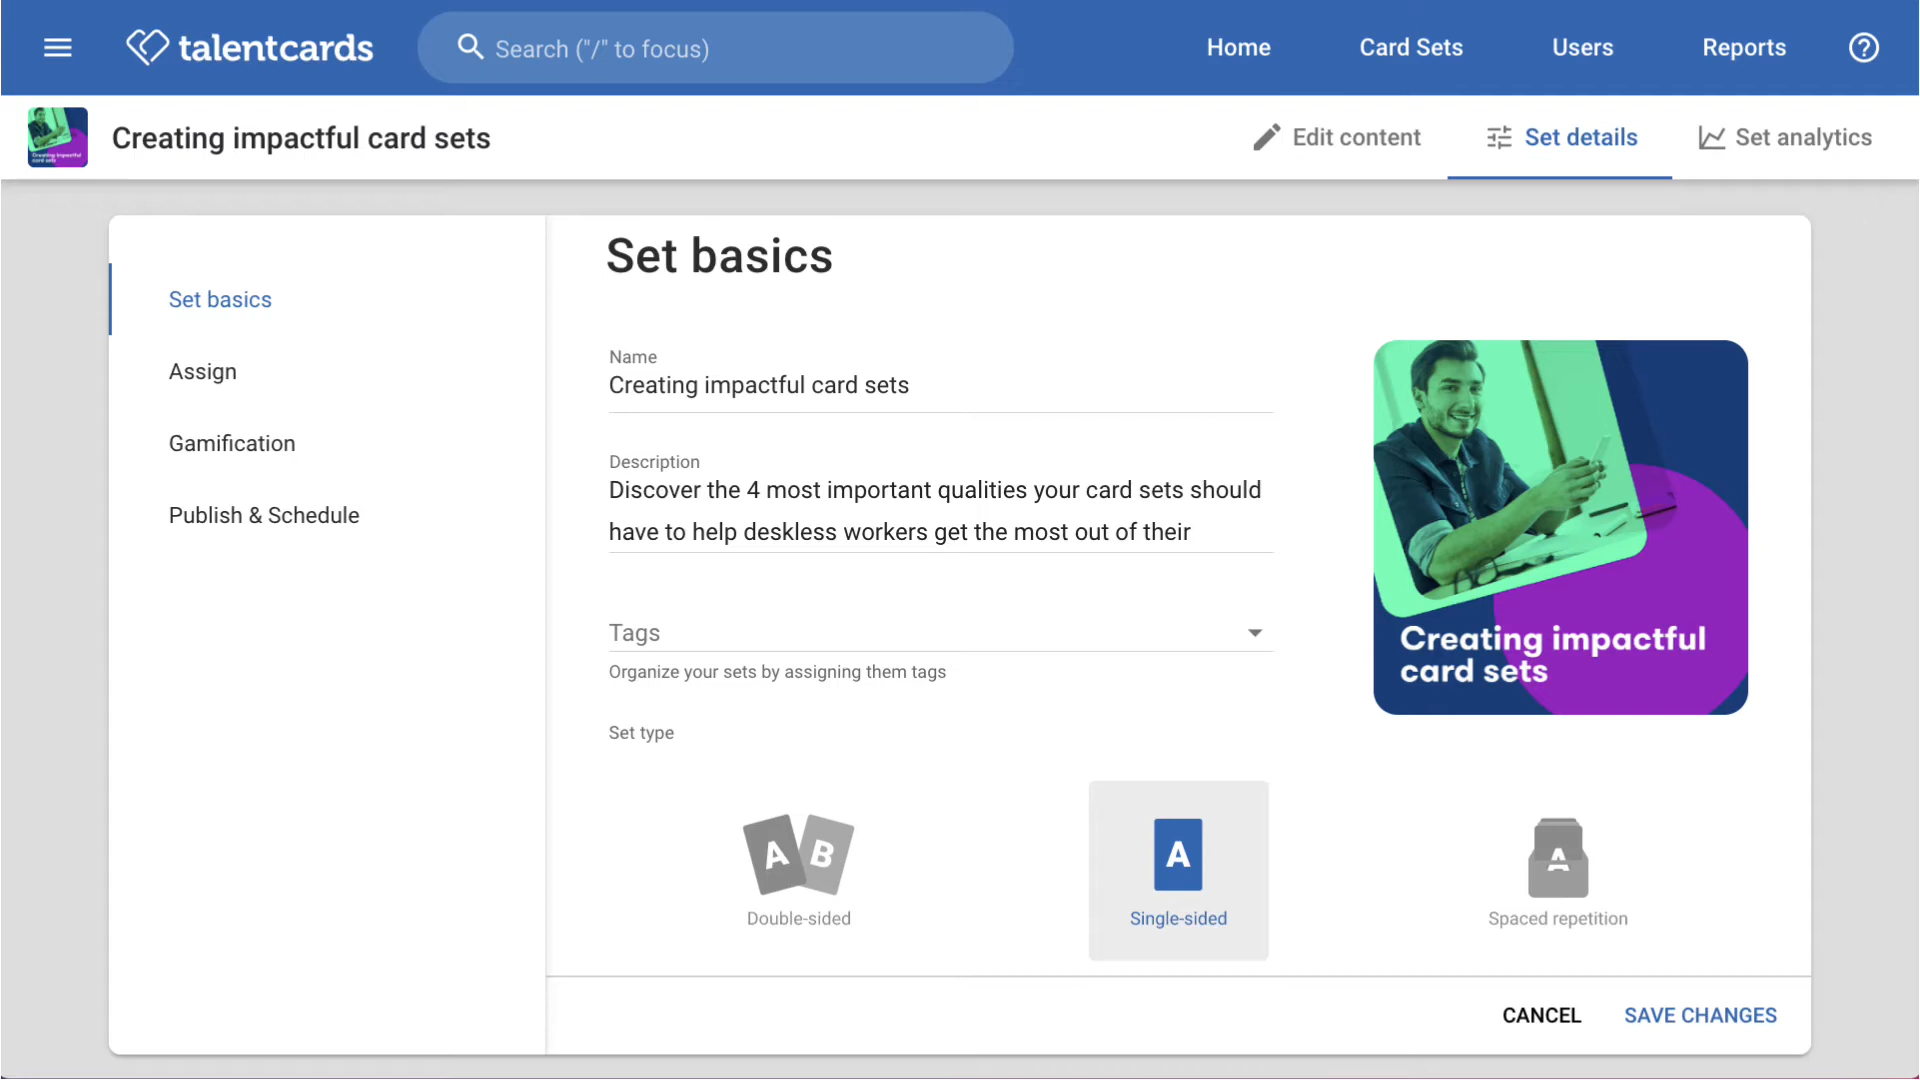 talentcards
Search ("/" to focus)
Home
Card Sets
Users
Reports
?
Creating impactful card sets
Edit content
Set details
Set analytics
Set basics
Assign
Gamification
Publish & Schedule
Set basics
Name
Creating impactful card sets
Description
Discover the 4 most important qualities your card sets should
have to help deskless workers get the most out of their
Tags
Organize your sets by assigning them tags
Creating impactful
card sets
Set type
A B
Double-sided
A
Single-sided
A
Spaced repetition
CANCEL
SAVE CHANGES